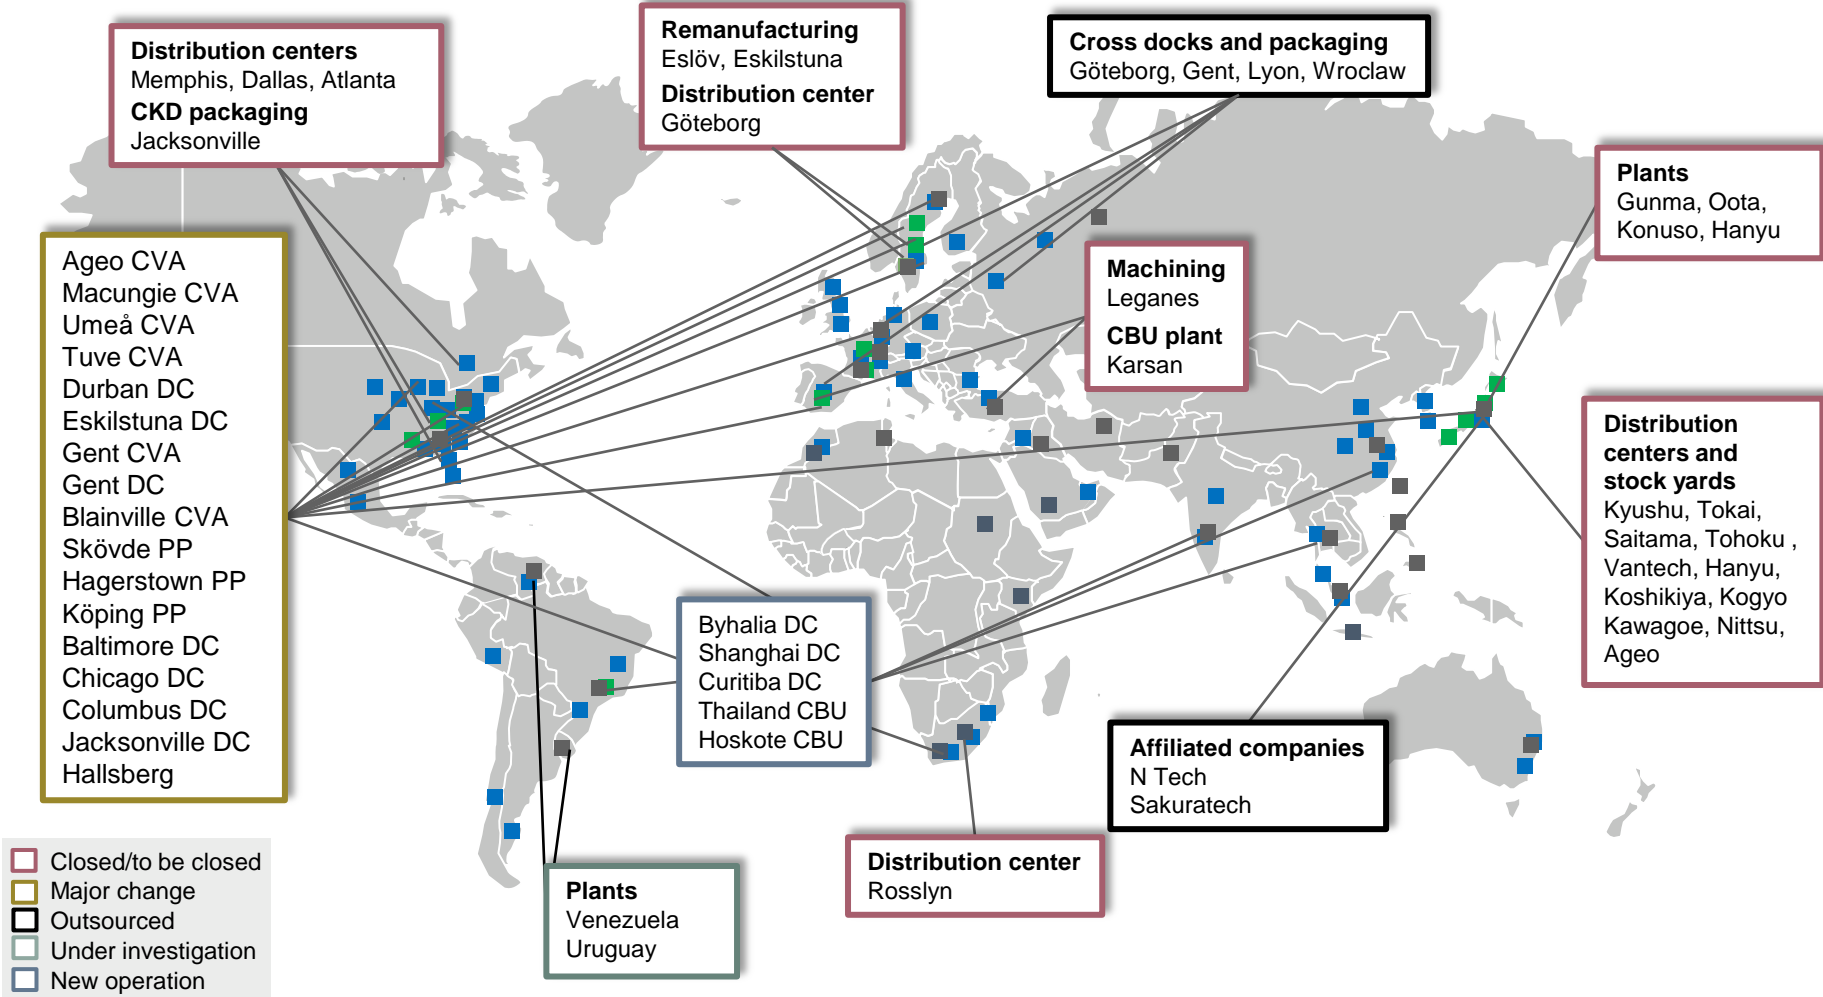 Distribution centers
Memphis, Dallas, Atlanta
CKD packaging
Jacksonville
Remanufacturing
Eslöv, Eskilstuna
Distribution center
Göteborg
Cross docks and packaging
Göteborg, Gent, Lyon, Wroclaw
Plants
Gunma, Oota,
Konuso, Hanyu
Ageo CVA
Macungie CVA
Umeå CVA
Tuve CVA
Durban DC
Eskilstuna DC
Gent CVA
Gent DC
Blainville CVA
Skövde PP
Hagerstown PP
Köping PP
Baltimore DC
Chicago DC
Columbus DC
Jacksonville DC
Hallsberg
Machining
Leganes
CBU plant
Karsan
Distribution
centers and
stock yards
Kyushu, Tokai,
Saitama, Tohoku ,
Vantech, Hanyu,
Koshikiya, Kogyo
Kawagoe, Nittsu,
Ageo
Byhalia DC
Shanghai DC
Curitiba DC
Thailand CBU
Hoskote CBU
Affiliated companies
N Tech
Sakuratech
Distribution center
Rosslyn
Plants
Venezuela
Uruguay
Closed/to be closed
Major change
Outsourced
Under investigation
New operation